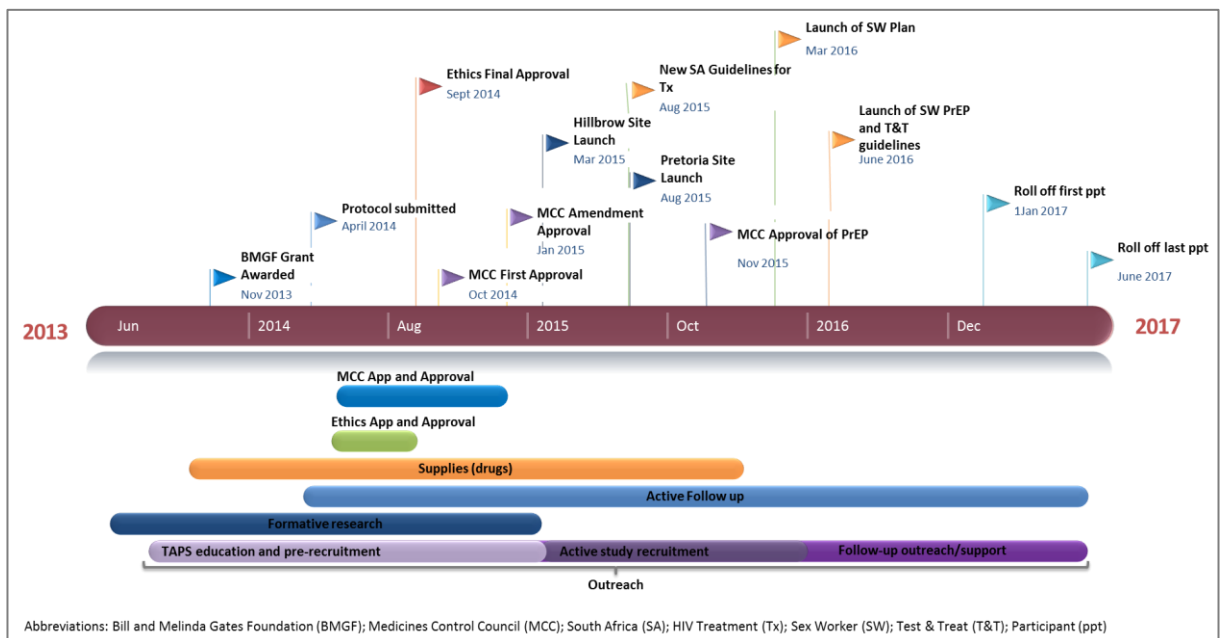 Launch of SW Plan
Mar 2016
Ethics Final Approval
Sept 2014
New SA Guidelines for
Tx
Aug 2015
Launch of SW PrEP
and T&T
guidelines
June 2016
Hillbrow Site
Launch
Mar 2015
Pretoria Site
Launch
Aug 2015
Roll off first ppt
1Jan 2017
Protocol submitted
April 2014
MCC Amendment
Approval
Jan 2015
MCC Approval of PrEP
Nov 2015
Roll off last ppt
June 2017
BMGF Grant
Awarded
Nov 2013
MCC First Approval
Oct 2014
2013
Jun
2014
Aug
2015
Oct
2016
Dec
2017
MCC App and Approval
Ethics App and Approval
Supplies (drugs)
Active Follow up
Formative research
TAPS education and pre-recruitment
Active study recruitment
Follow-up outreach/support
Outreach
Abbreviations: Bill and Melinda Gates Foundation (BMGF); Medicines Control Council (MCC); South Africa (SA); HIV Treatment (Tx); Sex Worker (SW); Test & Treat (T&T); Participant (ppt)